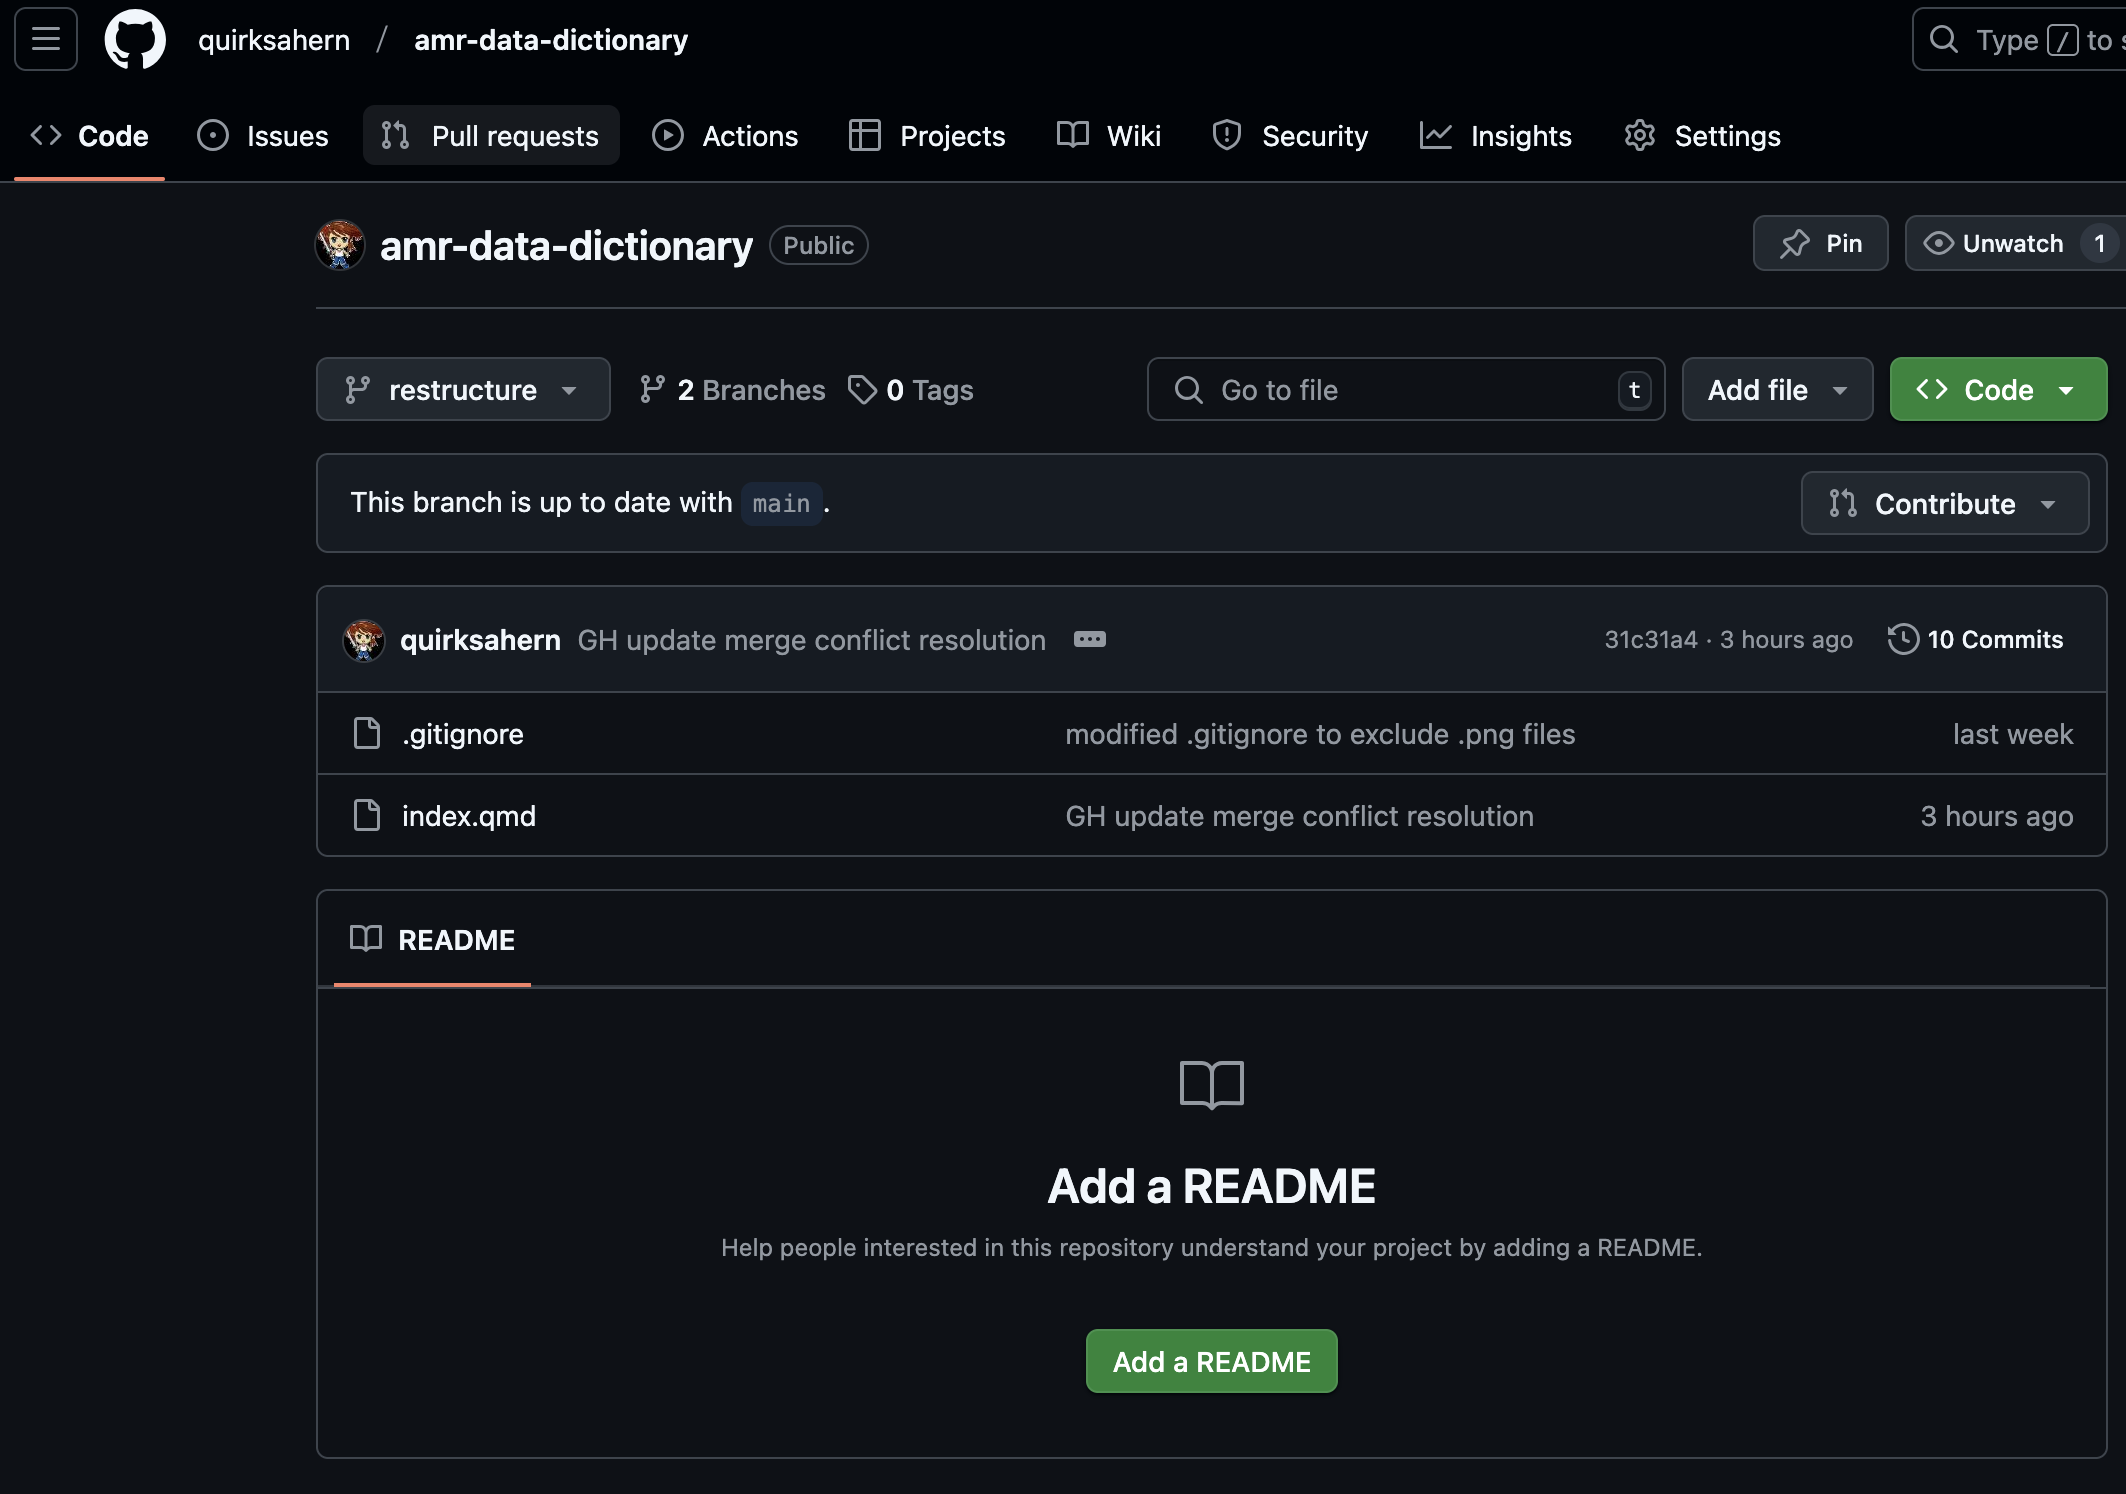 quirksahern / amr-data-dictionary
Type / to
Code Issues Pull requests Actions Projects Wiki Security Insights Settings
amr-data-dictionary Public
Pin Unwatch 1
restructure 2 Branches 0 Tags
Go to file t Add file Code
This branch is up to date with main.
Contribute
quirksahern GH update merge conflict resolution 31c31a4 · 3 hours ago 10 Commits
.gitignore modified .gitignore to exclude .png files last week
index.qmd GH update merge conflict resolution 3 hours ago
README
Add a README
Help people interested in this repository understand your project by adding a README.
Add a README